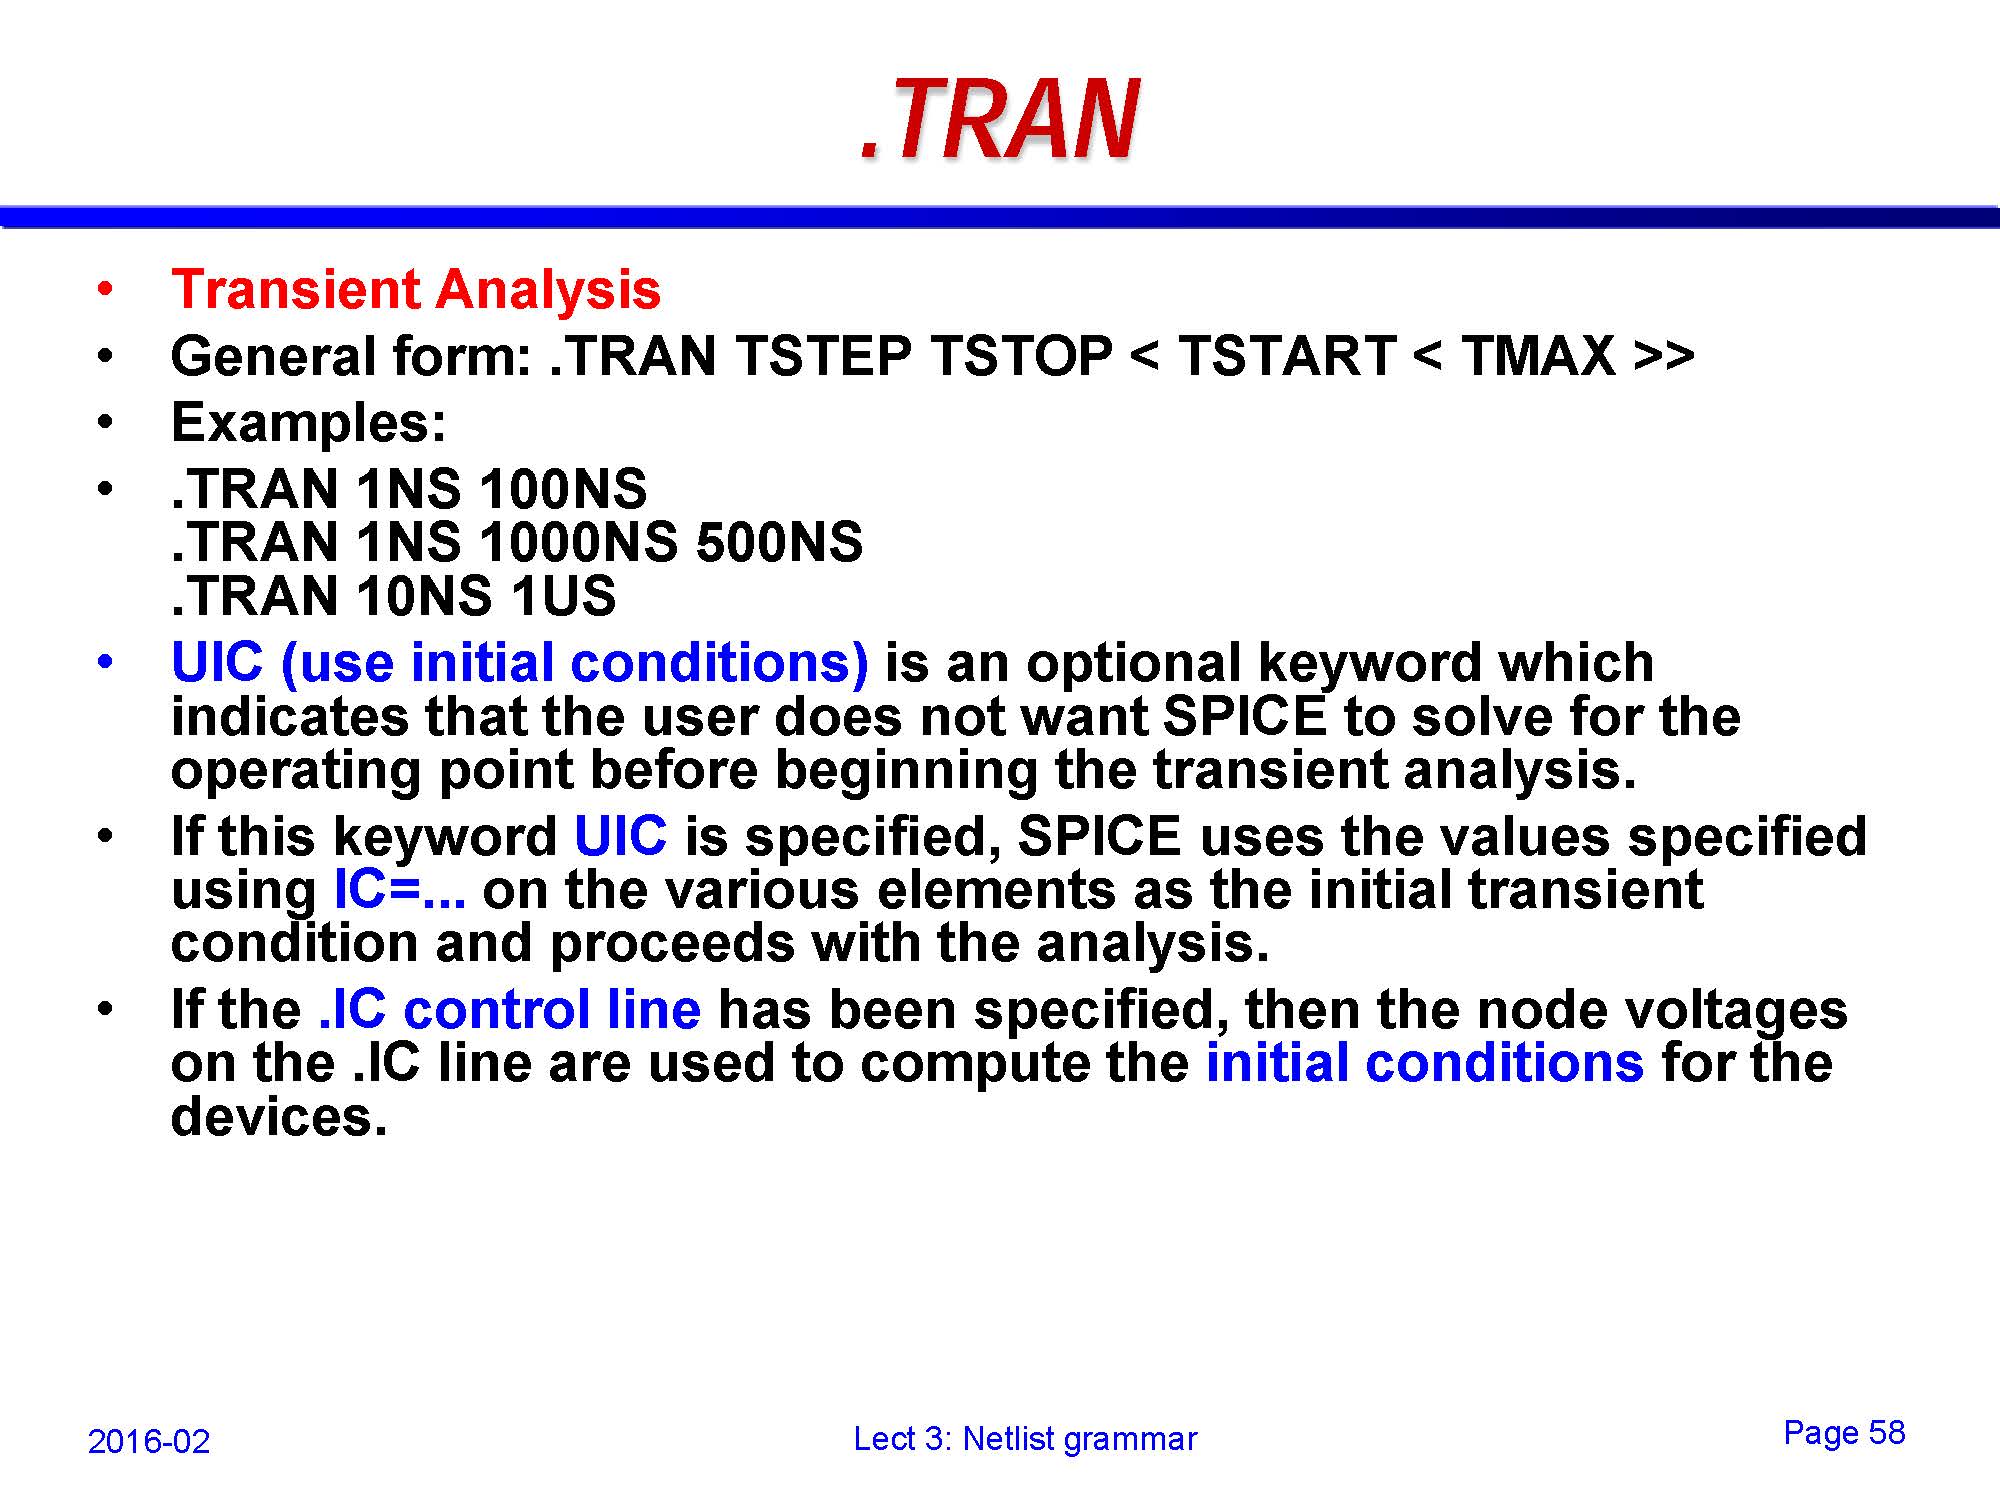 .TRAN
• Transient Analysis
• General form: .TRAN TSTEP TSTOP < TSTART < TMAX >>
• Examples:
• .TRAN 1NS 100NS
.TRAN 1NS 1000NS 500NS
.TRAN 10NS 1US
• UIC (use initial conditions) is an optional keyword which
indicates that the user does not want SPICE to solve for the
operating point before beginning the transient analysis.
• If this keyword UIC is specified, SPICE uses the values specified
using IC=... on the various elements as the initial transient
condition and proceeds with the analysis.
• If the .IC control line has been specified, then the node voltages
on the .IC line are used to compute the initial conditions for the
devices.
2016-02
Lect 3: Netlist grammar
Page 58